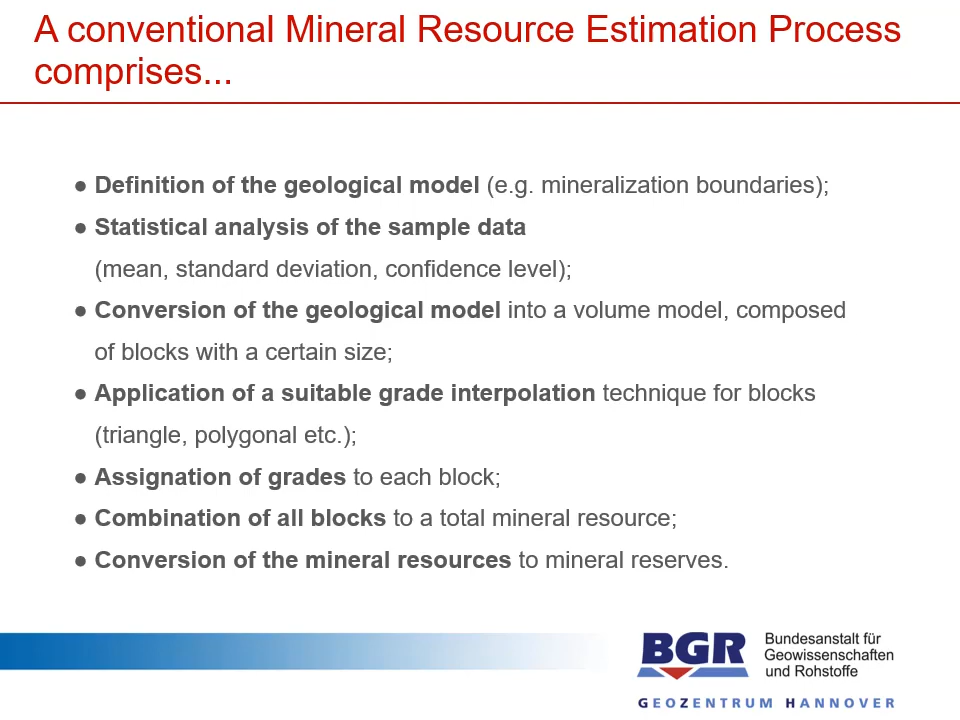 A conventional Mineral Resource Estimation Process
comprises...
● Definition of the geological model (e.g. mineralization boundaries);
● Statistical analysis of the sample data
(mean, standard deviation, confidence level);
● Conversion of the geological model into a volume model, composed
of blocks with a certain size;
● Application of a suitable grade interpolation technique for blocks
(triangle, polygonal etc.);
● Assignation of grades to each block;
● Combination of all blocks to a total mineral resource;
● Conversion of the mineral resources to mineral reserves.
BGR
Bundesanstalt für
Geowissenschaften
und Rohstoffe
GEOZENTRUM HANNOVER